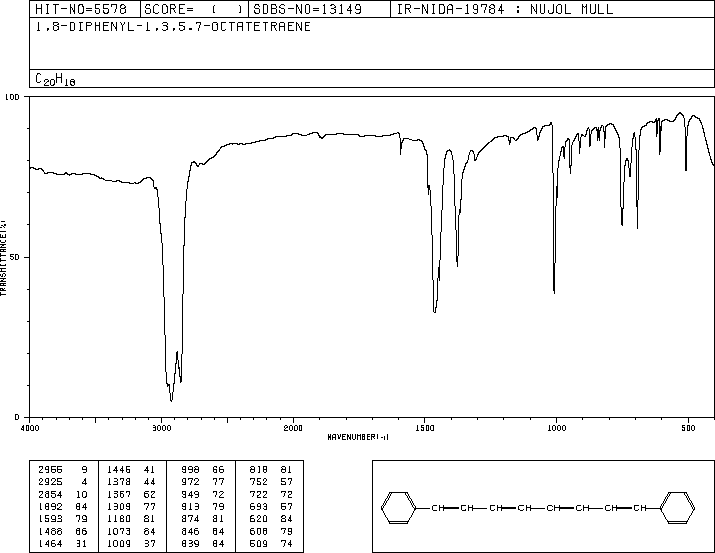 HIT-NO=5578 SCORE= ( ) SDBS-NO=13149 IR-NIDA-19784 : NUJOL MULL
1,8-DIPHENYL-1,3,5,7-OCTATETRAENE
C20H18
100
50
0
TRANSMITTANCE(%)
4000 3000 2000 1500 1000 500
WAVENUMBER(-1)
2955 9 1446 41 998 66 818 81
2925 4 1378 44 972 77 752 57
2854 10 1367 62 949 72 722 72
1892 84 1309 77 913 79 693 57
1593 79 1180 81 874 81 620 84
1488 66 1073 84 846 84 608 79
1464 31 1009 37 839 84 509 74
CH CH CH CH CH CH CH CH